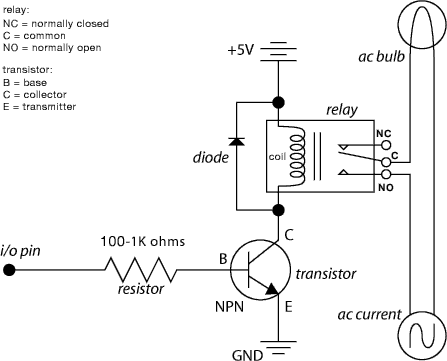 relay:
NC = normally closed
C = common
NO = normally open
transistor:
B = base
C = collector
E = transmitter
+5V
ac bulb
relay
diode
coil
NC
C
NO
i/o pin
100-1K ohms
resistor
B
C
NPN
E
transistor
ac current
GND